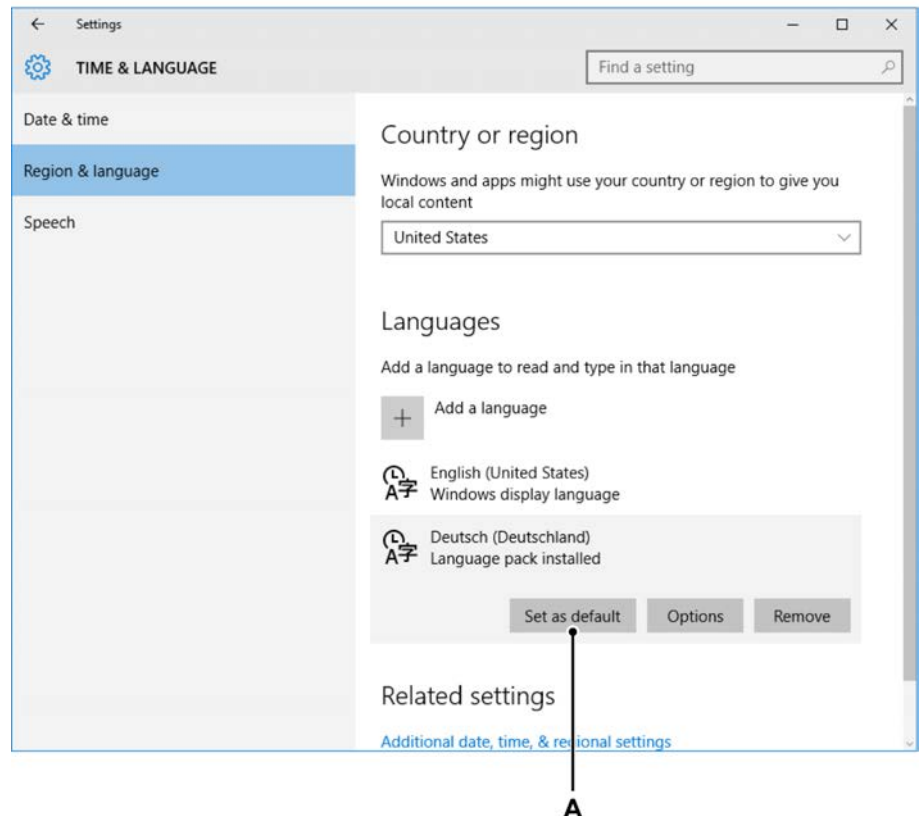 Settings
TIME & LANGUAGE
Find a setting
Date & time
Region & language
Speech
Country or region
Windows and apps might use your country or region to give you
local content
United States
Languages
Add a language to read and type in that language
Add a language
English (United States)
Windows display language
Deutsch (Deutschland)
Language pack installed
Set as default Options Remove
Related settings
Additional date, time, & regional settings
A